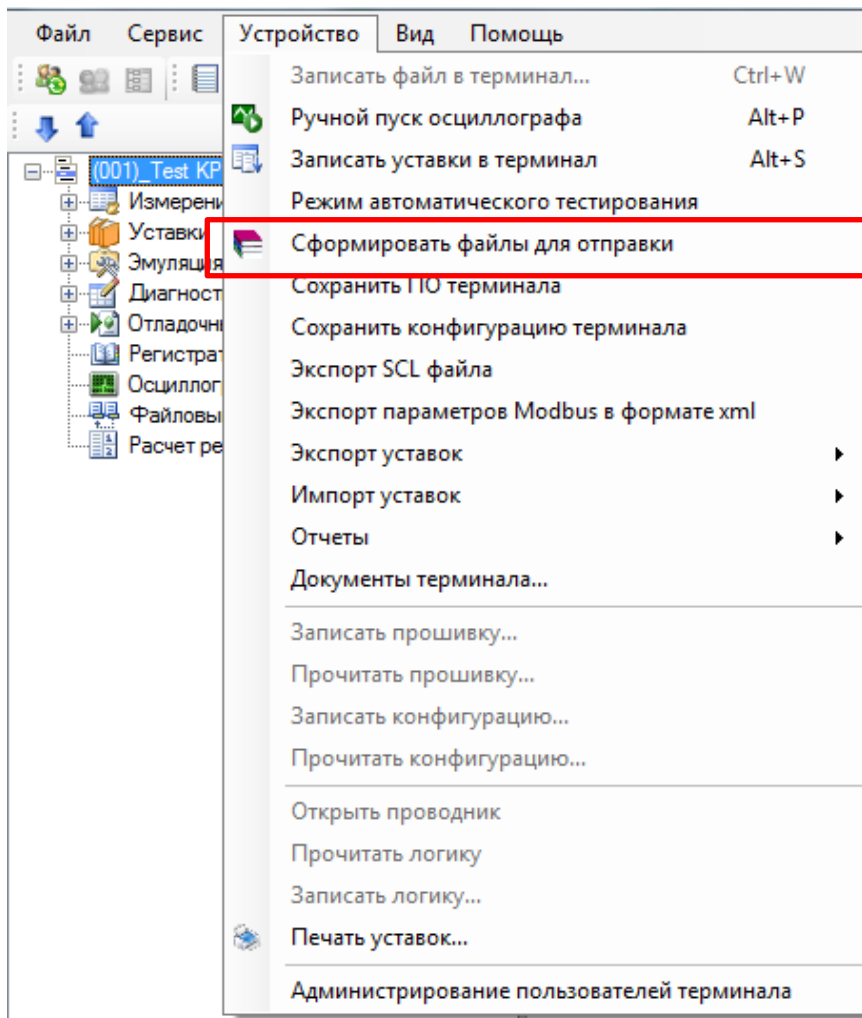 Файл Сервис Устройство Вид Помощь
Записать файл в терминал... Ctrl+W
Ручной пуск осциллографа Alt+P
Записать уставки в терминал Alt+S
Режим автоматического тестирования
Сформировать файлы для отправки
Сохранить ПО терминала
Сохранить конфигурацию терминала
Экспорт SCL файла
Экспорт параметров Modbus в формате xml
Экспорт уставок
Импорт уставок
Отчеты
Документы терминала...
Записать прошивку...
Прочитать прошивку...
Записать конфигурацию...
Прочитать конфигурацию...
Открыть проводник
Прочитать логику
Записать логику...
Печать уставок...
Администрирование пользователей терминала
(001)_Test КР
Измерени
Уставки
Эмуляция
Диагност
Отладочн
Регистрат
Осциллог
Файловы
Расчет ре